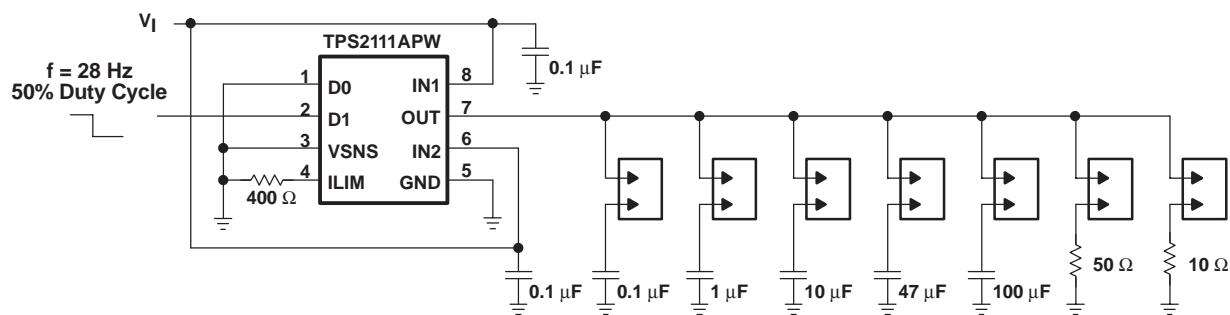 V_I
TPS2111APW
f = 28 Hz
50% Duty Cycle
0.1 μF
1 D0 IN1 8
2 D1 OUT 7
3 VSNS IN2 6
4 ILIM GND 5
400 Ω
0.1 μF 0.1 μF 1 μF 10 μF 47 μF 100 μF 50 Ω 10 Ω